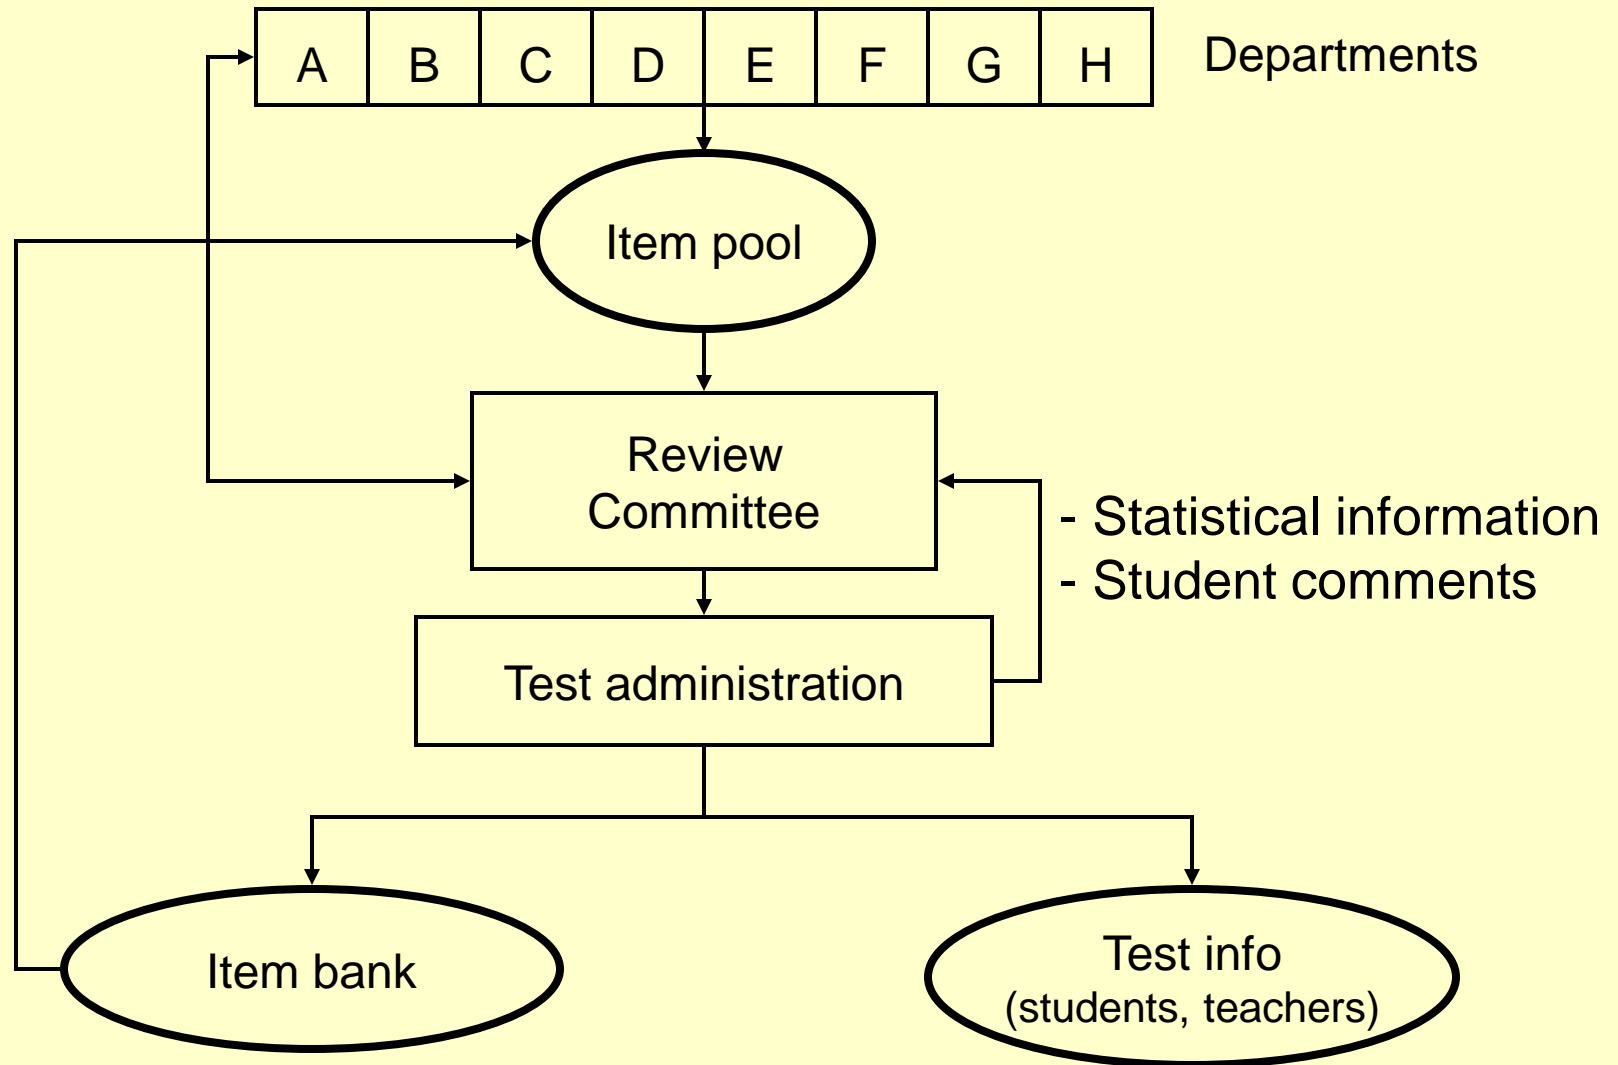 A B C D E F G H Departments
Item pool
Review
Committee
- Statistical information
- Student comments
Test administration
Item bank
Test info
(students, teachers)